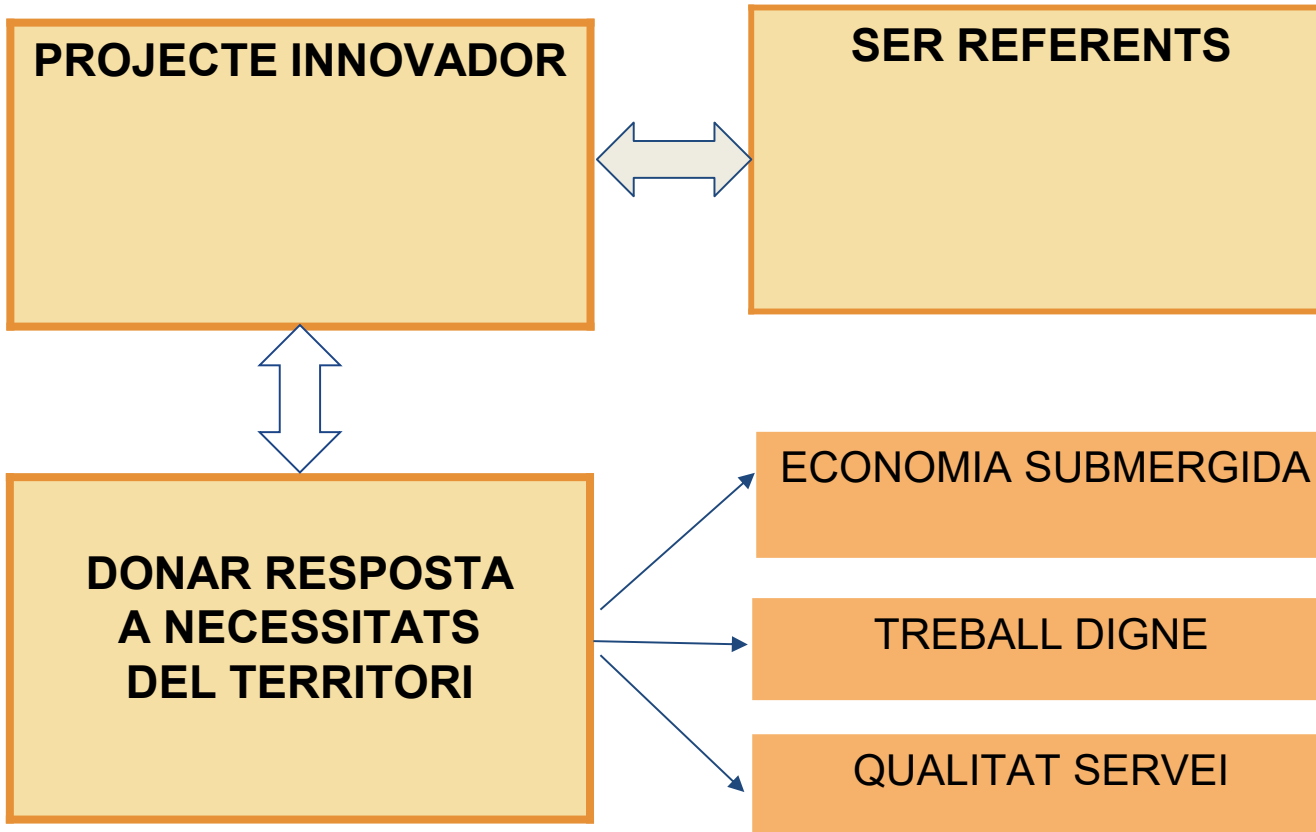 PROJECTE INNOVADOR
SER REFERENTS
DONAR RESPOSTA
A NECESSITATS
DEL TERRITORI
ECONOMIA SUBMERGIDA
TREBALL DIGNE
QUALITAT SERVEI